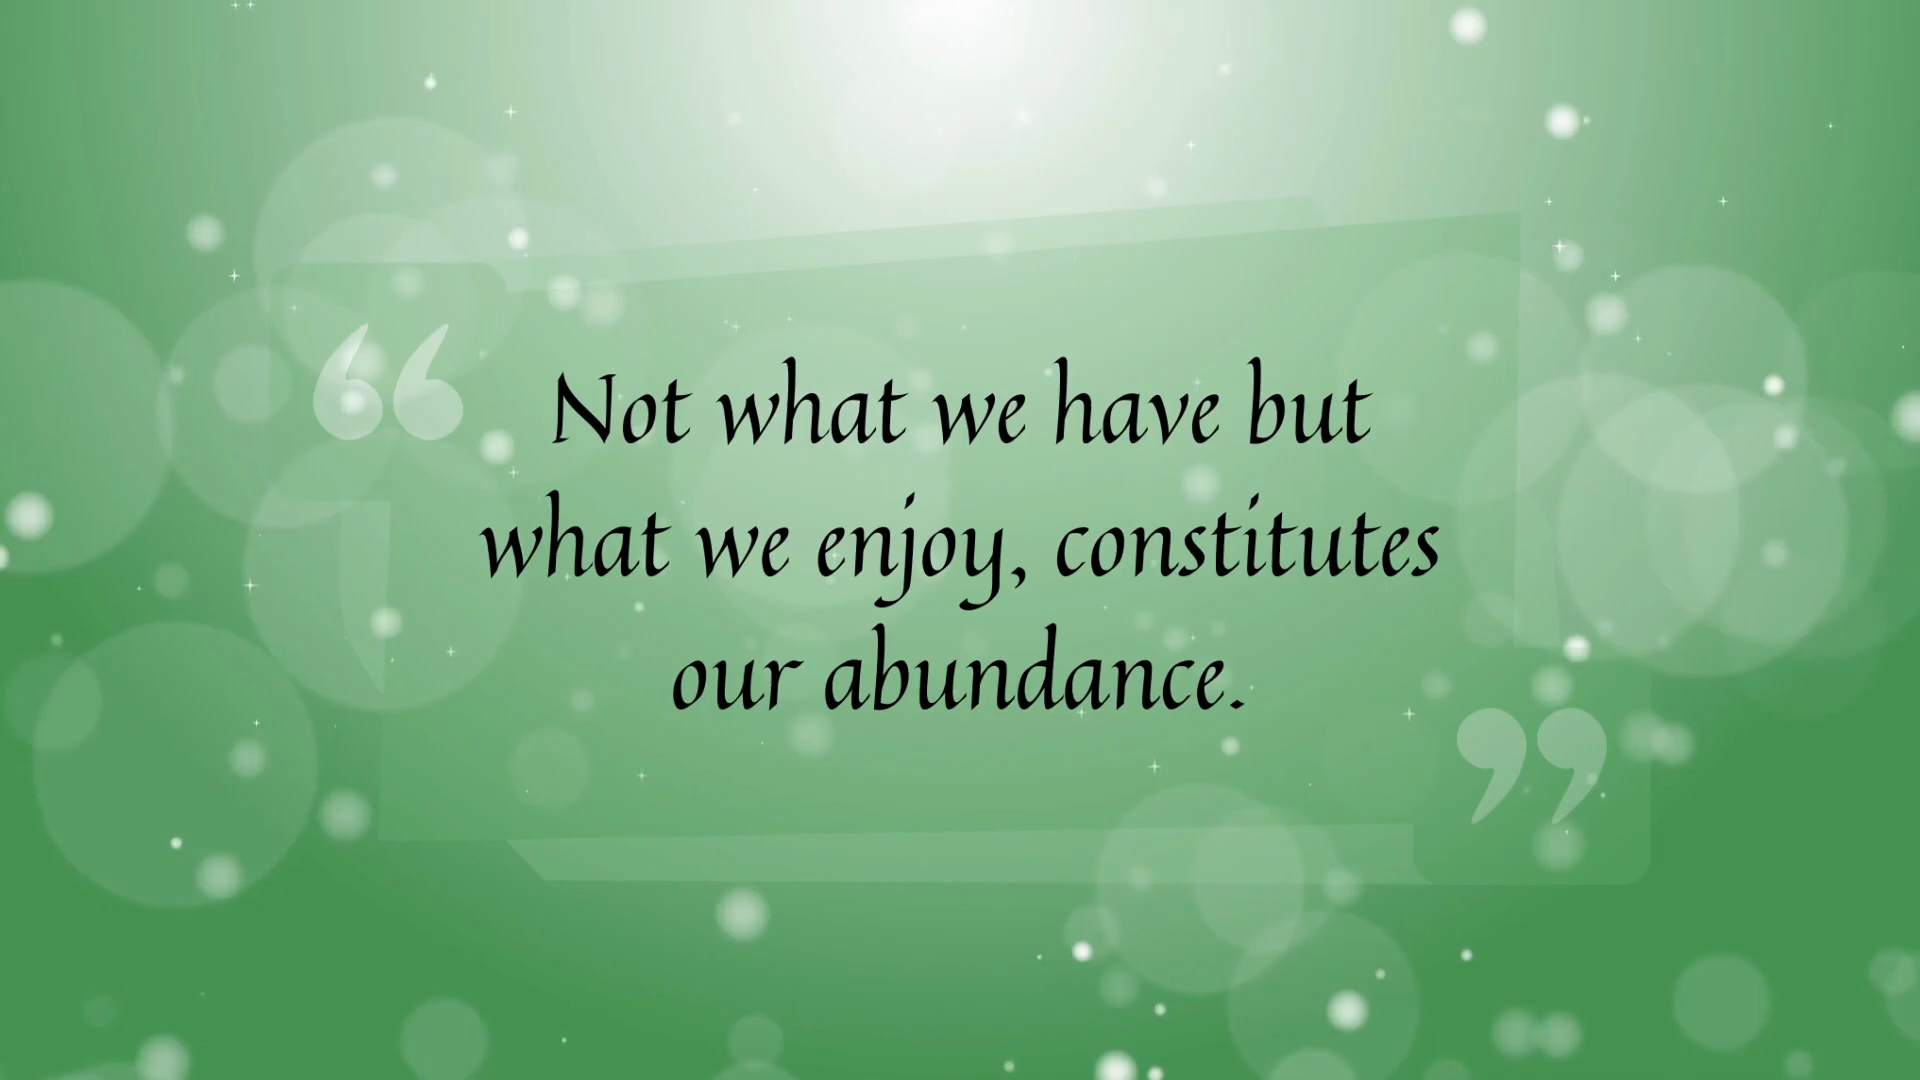 “
Not what we have but
what we enjoy, constitutes
our abundance.
”